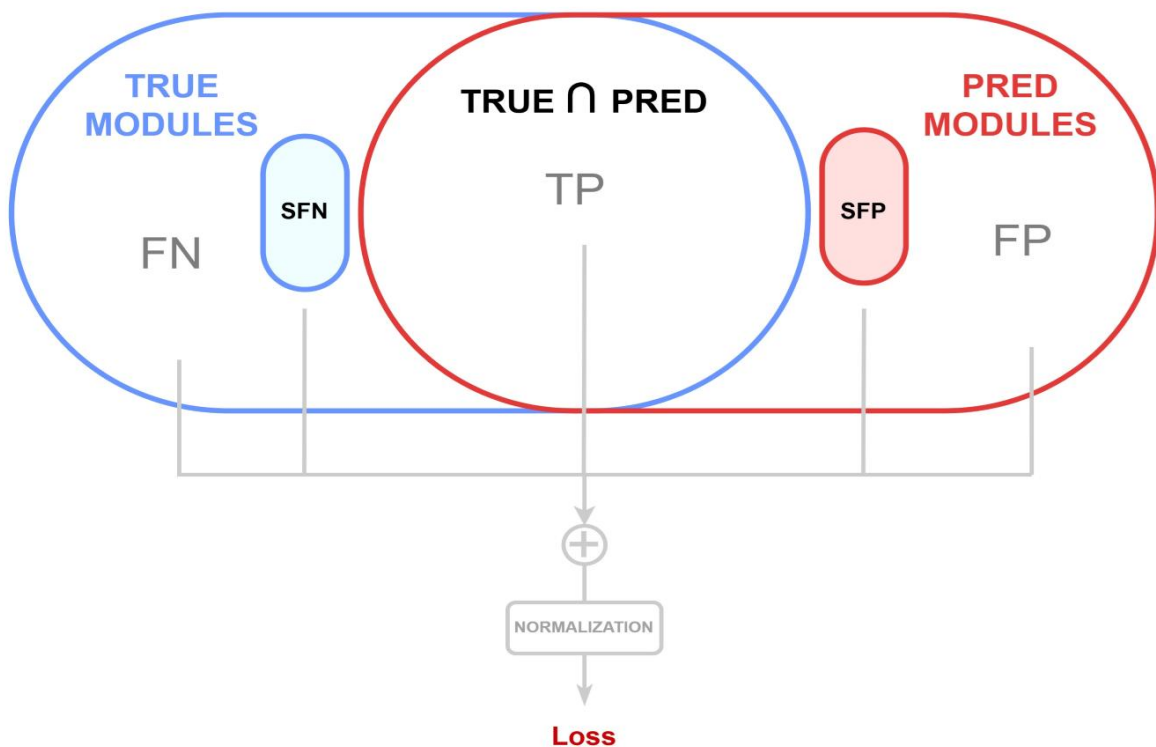 TRUE
MODULES
TRUE ∩ PRED
PRED
MODULES
SFN
TP
SFP
FN
FP
NORMALIZATION
Loss